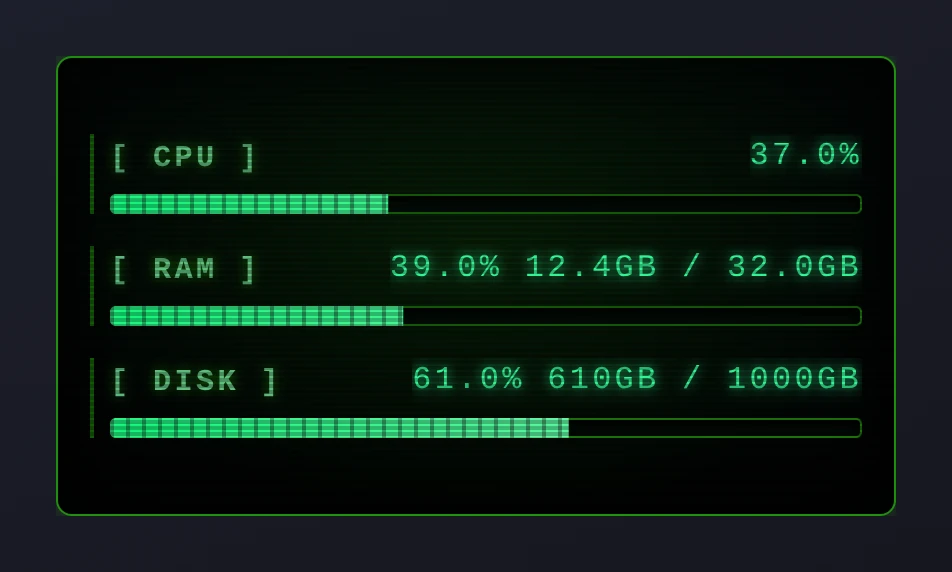 [ CPU ] 37.0%
[ RAM ] 39.0% 12.4GB / 32.0GB
[ DISK ] 61.0% 610GB / 1000GB